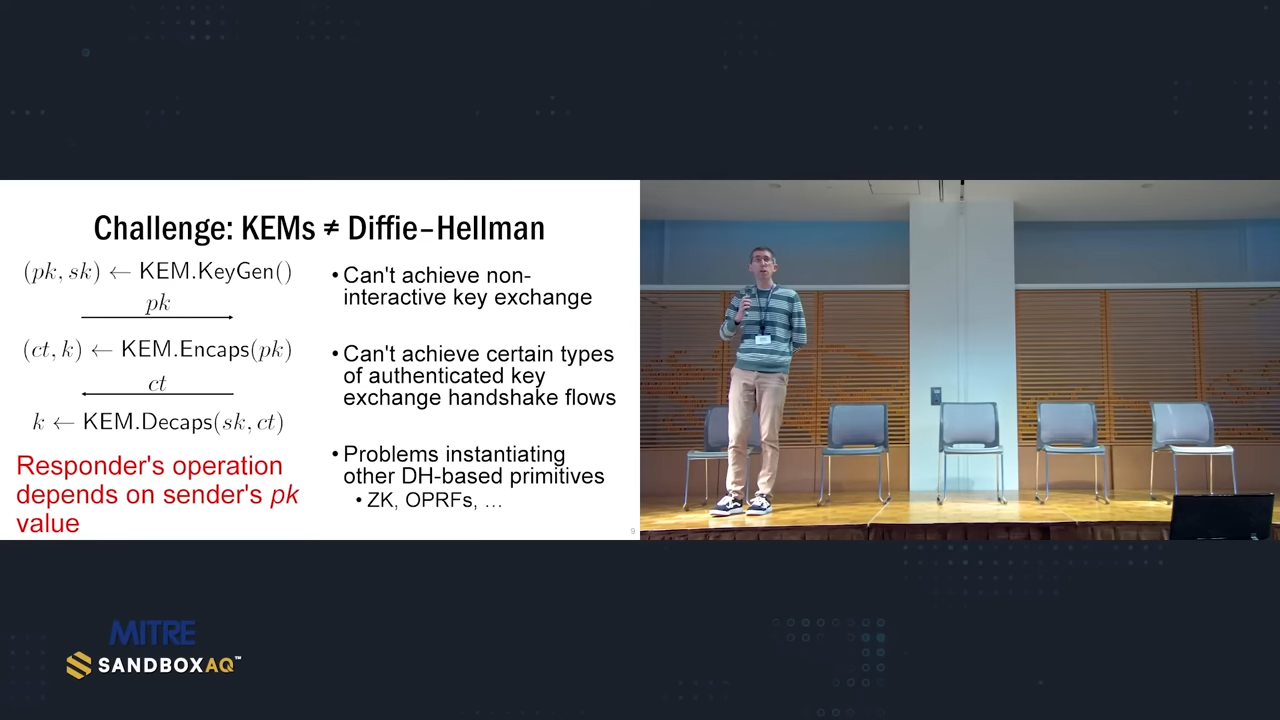 Challenge: KEMs ≠ Diffie–Hellman
(pk, sk) ← KEM.KeyGen()
pk
(ct, k) ← KEM.Encaps(pk)
ct
k ← KEM.Decaps(sk, ct)
Responder's operation
depends on sender's pk
value
• Can't achieve non-
interactive key exchange
• Can't achieve certain types
of authenticated key
exchange handshake flows
• Problems instantiating
other DH-based primitives
• ZK, OPRFs, …
9
MITRE
SANDBOXAQ™